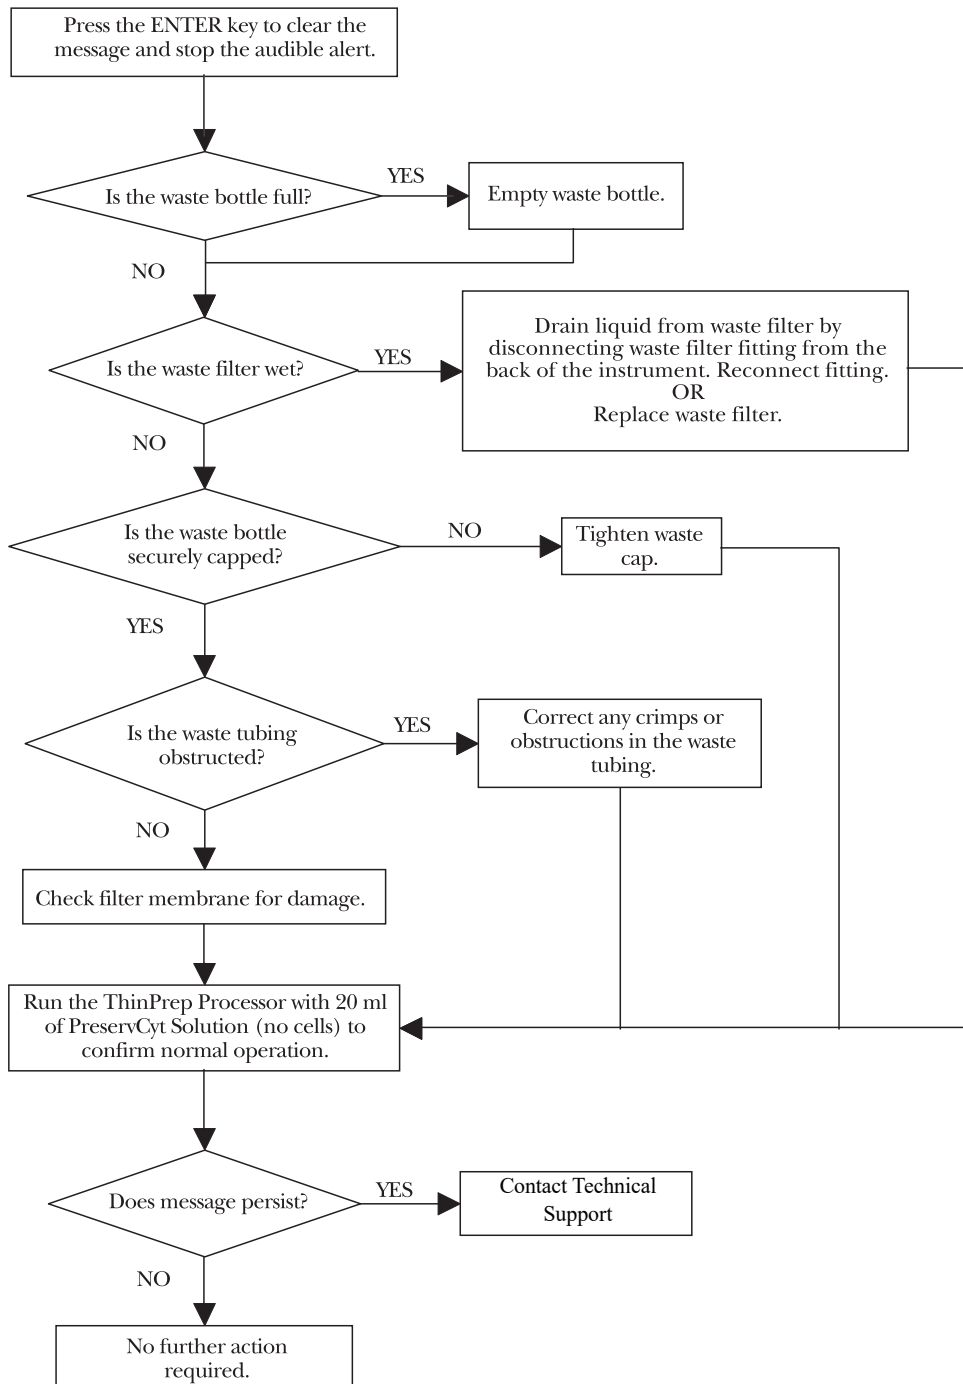 Press the ENTER key to clear the
message and stop the audible alert.
Is the waste bottle full?
YES
Empty waste bottle.
NO
Is the waste filter wet?
YES
Drain liquid from waste filter by
disconnecting waste filter fitting from the
back of the instrument. Reconnect fitting.
OR
Replace waste filter.
NO
Is the waste bottle
securely capped?
NO
Tighten waste
cap.
YES
Is the waste tubing
obstructed?
YES
Correct any crimps or
obstructions in the waste
tubing.
NO
Check filter membrane for damage.
Run the ThinPrep Processor with 20 ml
of PreservCyt Solution (no cells) to
confirm normal operation.
Does message persist?
YES
Contact Technical
Support
NO
No further action
required.